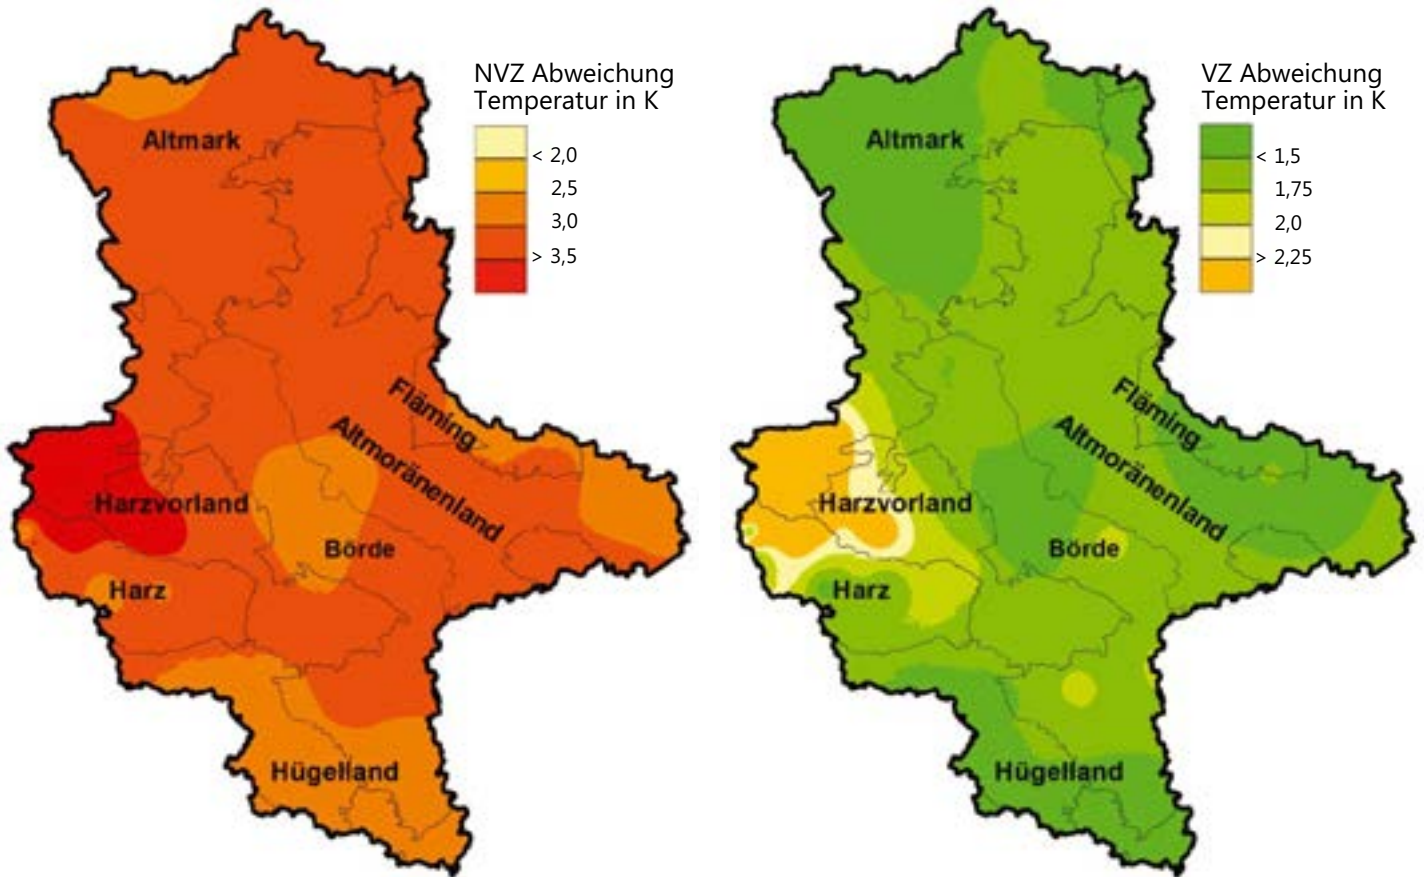 NVZ Abweichung
Temperatur in K
< 2,0
2,5
3,0
> 3,5
Altmark
Fläming
Altmoränenland
Harzvorland
Börde
Harz
Hügelland
VZ Abweichung
Temperatur in K
< 1,5
1,75
2,0
> 2,25
Altmark
Fläming
Altmoränenland
Harzvorland
Börde
Harz
Hügelland